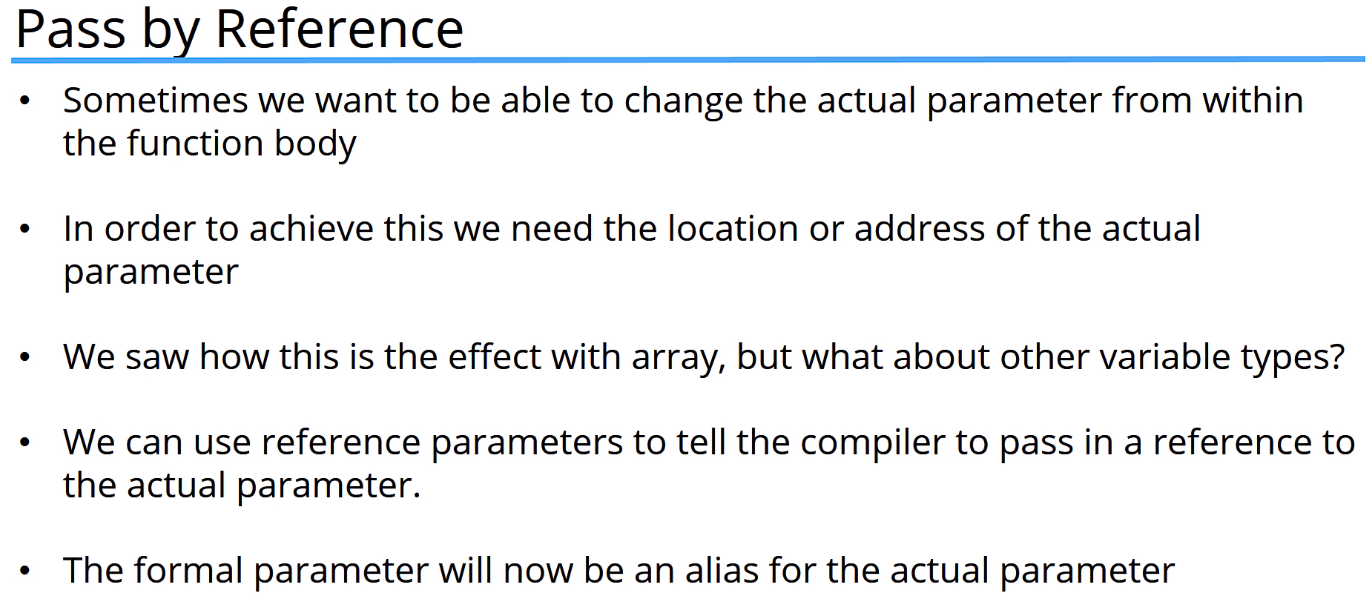 Pass by Reference
• Sometimes we want to be able to change the actual parameter from within
the function body
• In order to achieve this we need the location or address of the actual
parameter
• We saw how this is the effect with array, but what about other variable types?
• We can use reference parameters to tell the compiler to pass in a reference to
the actual parameter.
• The formal parameter will now be an alias for the actual parameter